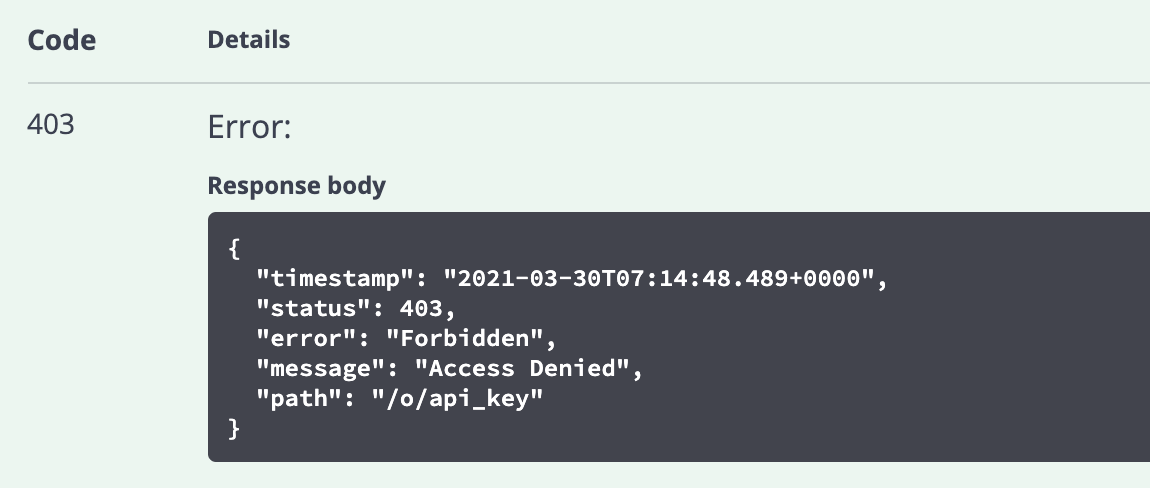 Code Details
403 Error:
Response body
{
  "timestamp": "2021-03-30T07:14:48.489+0000",
  "status": 403,
  "error": "Forbidden",
  "message": "Access Denied",
  "path": "/o/api_key"
}